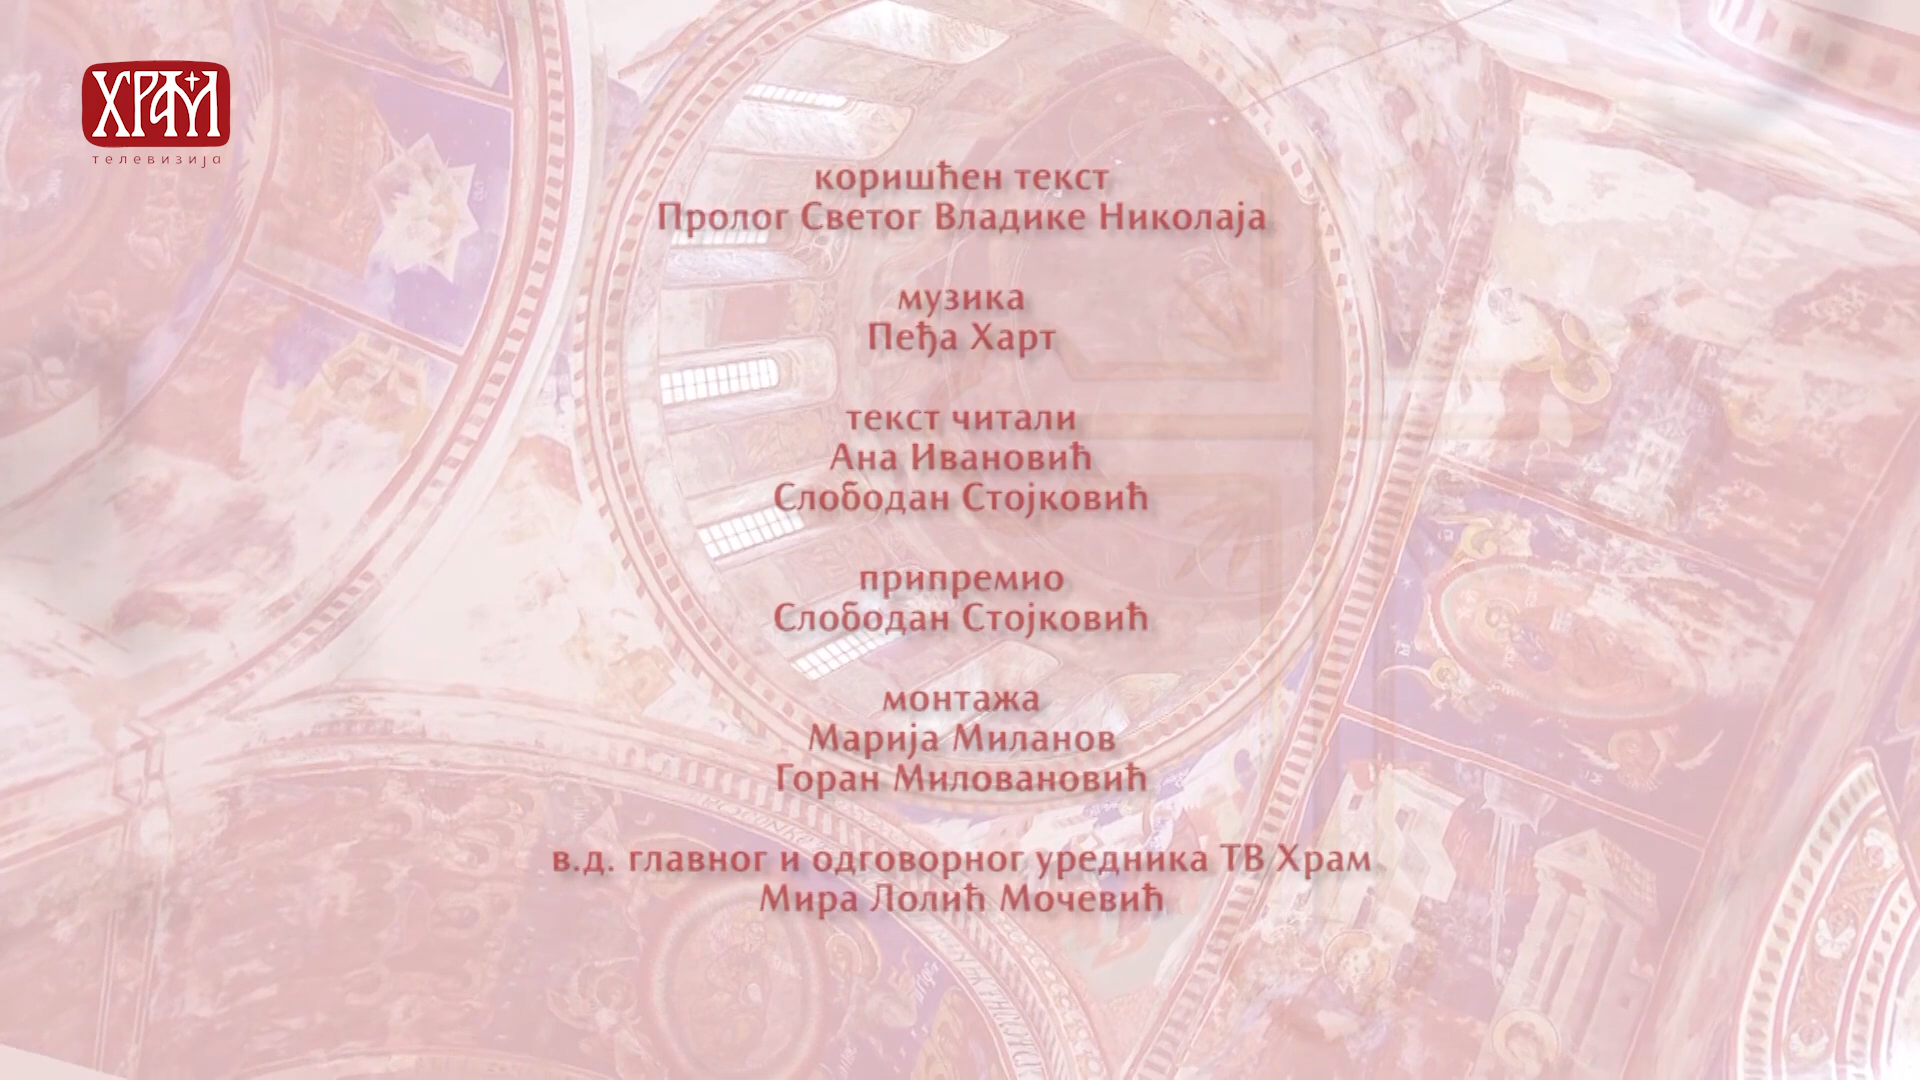 ХРАМ
телевизија
коришћен текст
Пролог Светог Владике Николаја
музика
Пеђа Харт
текст читали
Ана Ивановић
Слободан Стојковић
припремио
Слободан Стојковић
монтажа
Марија Миланов
Горан Миловановић
в.д. главног и одговорног уредника ТВ Храм
Мира Лолић Мочевић